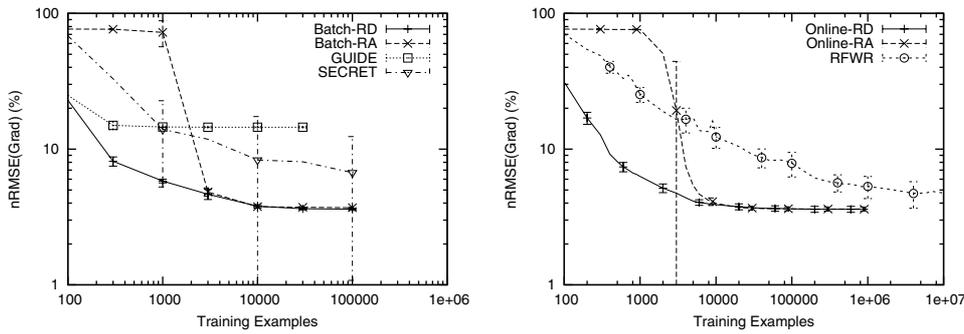 100
10
1
nRMSE(Grad) (%)
Batch-RD
Batch-RA
GUIDE
SECRET
100 1000 10000 100000 1e+06
Training Examples
100
10
1
nRMSE(Grad) (%)
Online-RD
Online-RA
RFWR
100 1000 10000 100000 1e+06 1e+07
Training Examples